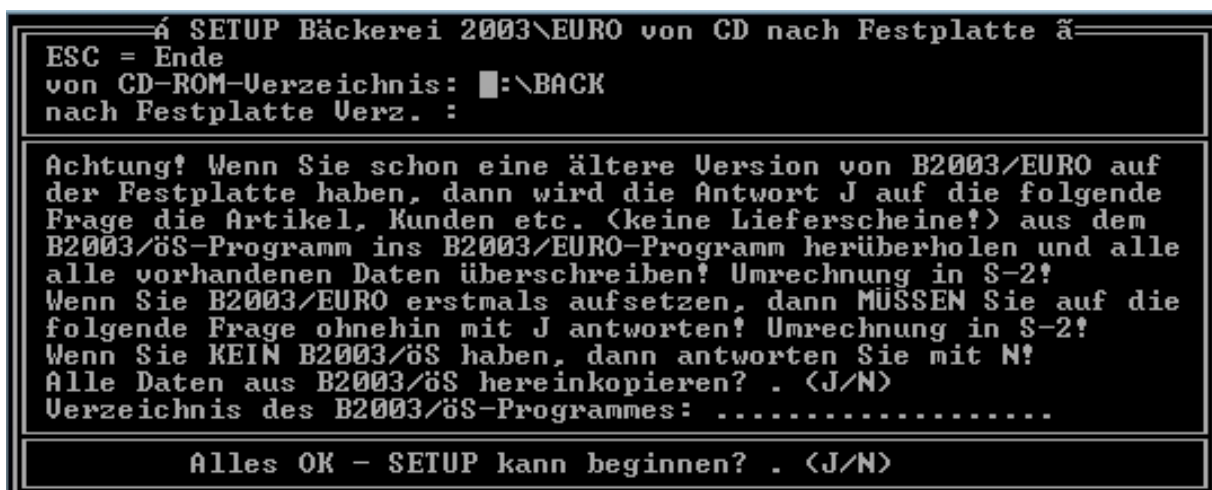 á SETUP Bäckerei 2003\EURO von CD nach Festplatte ã
ESC = Ende
von CD-ROM-Verzeichnis: █:\BACK
nach Festplatte Verz. :
Achtung! Wenn Sie schon eine ältere Version von B2003/EURO auf
der Festplatte haben, dann wird die Antwort J auf die folgende
Frage die Artikel, Kunden etc. (keine Lieferscheine!) aus dem
B2003/öS-Programm ins B2003/EURO-Programm herüberholen und alle
alle vorhandenen Daten überschreiben! Umrechnung in S-2!
Wenn Sie B2003/EURO erstmals aufsetzen, dann MÜSSEN Sie auf die
folgende Frage ohnehin mit J antworten! Umrechnung in S-2!
Wenn Sie KEIN B2003/öS haben, dann antworten Sie mit N!
Alle Daten aus B2003/öS hereinkopieren? . (J/N)
Verzeichnis des B2003/öS-Programmes: ...................
Alles OK - SETUP kann beginnen? . (J/N)